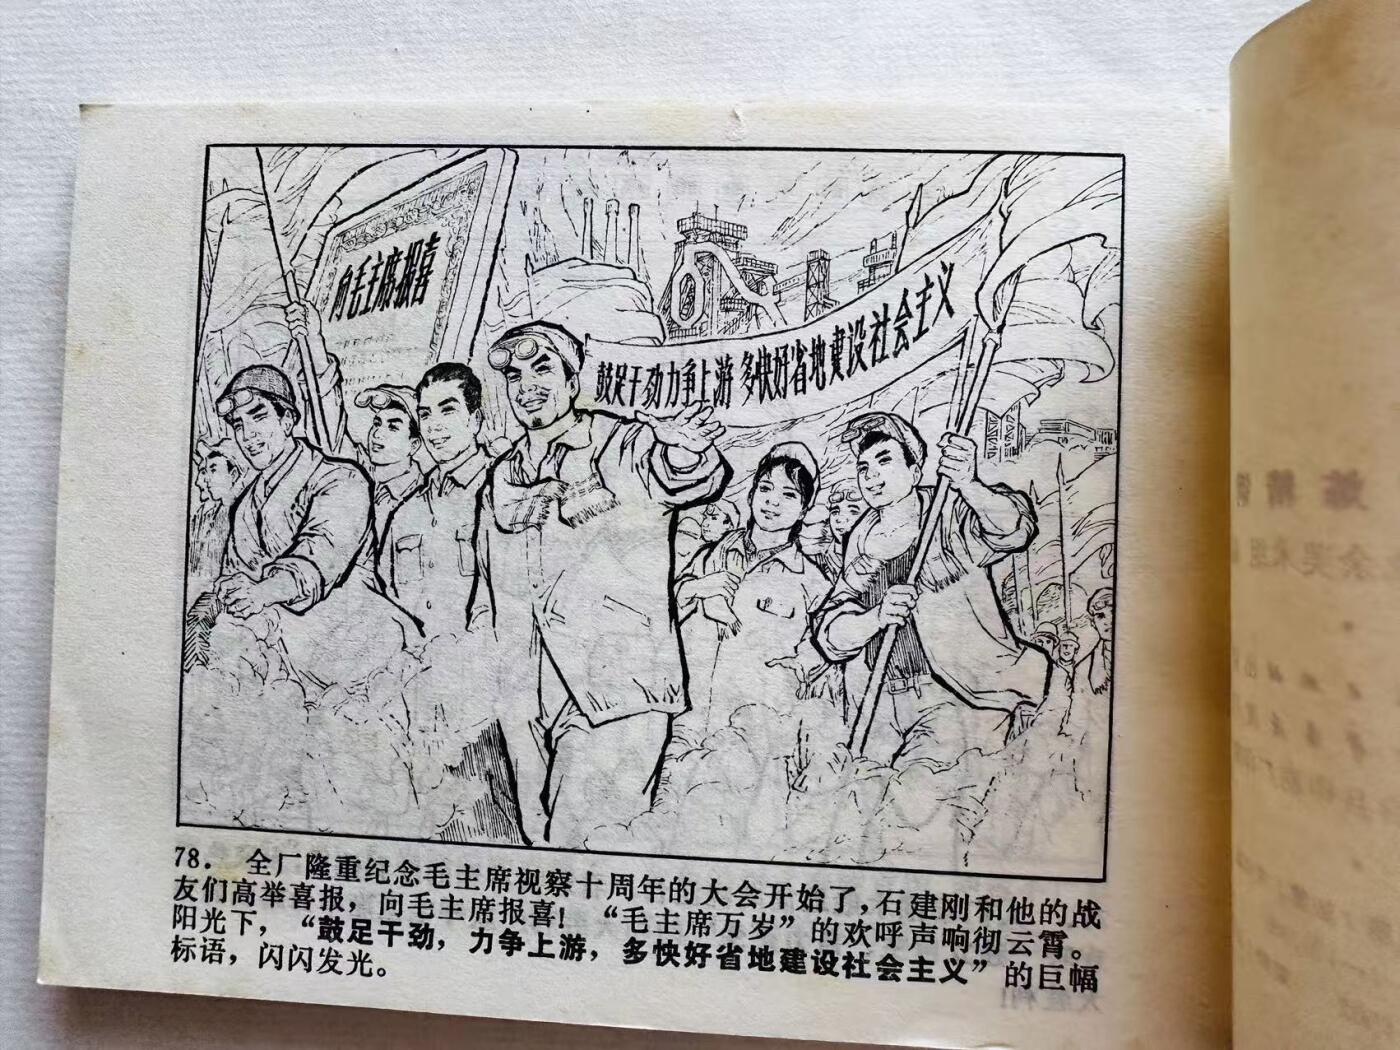 向毛主席报喜
鼓足干劲力争上游 多快好省地建设社会主义
78. 全厂隆重纪念毛主席视察十周年的大会开始了，石建刚和他的战
友们高举喜报，向毛主席报喜！“毛主席万岁”的欢呼声响彻云霄。
阳光下，“鼓足干劲，力争上游，多快好省地建设社会主义”的巨幅
标语，闪闪发光。